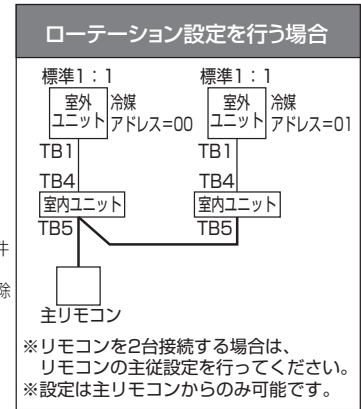 ローテーション設定を行う場合
標準1：1
標準1：1
室外
ユニット
冷媒
アドレス=00
室外
ユニット
冷媒
アドレス=01
TB1
TB1
TB4
TB4
室内ユニット
室内ユニット
TB5
TB5
件
除
主リモコン
※リモコンを2台接続する場合は、
リモコンの主従設定を行ってください。
※設定は主リモコンからのみ可能です。